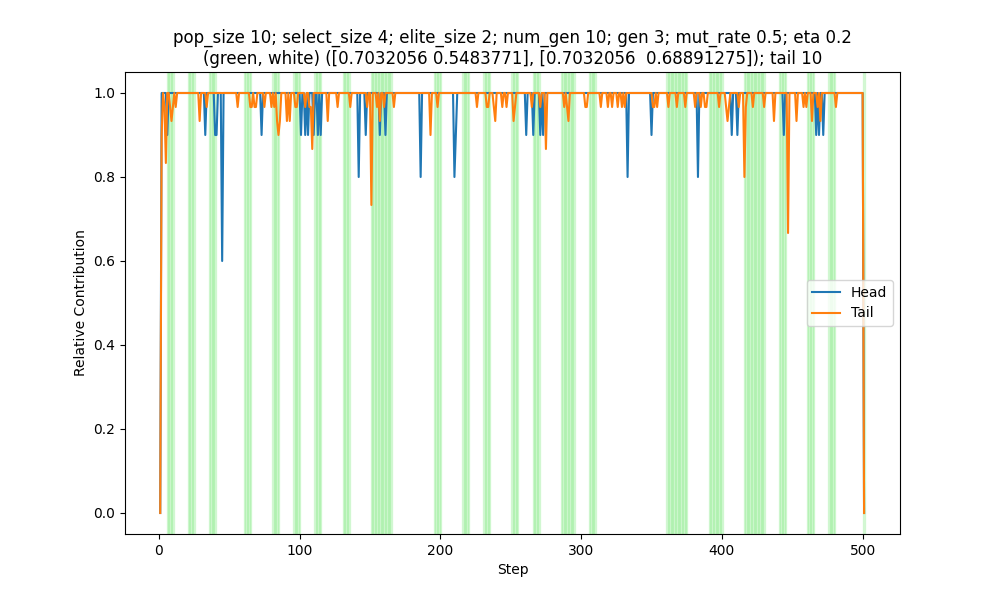 pop_size 10; select_size 4; elite_size 2; num_gen 10; gen 3; mut_rate 0.5; eta 0.2
(green, white) ([0.7032056 0.5483771], [0.7032056  0.68891275]); tail 10
1.0
0.8
0.6
0.4
0.2
0.0
Relative Contribution
Head
Tail
0
100
200
300
400
500
Step